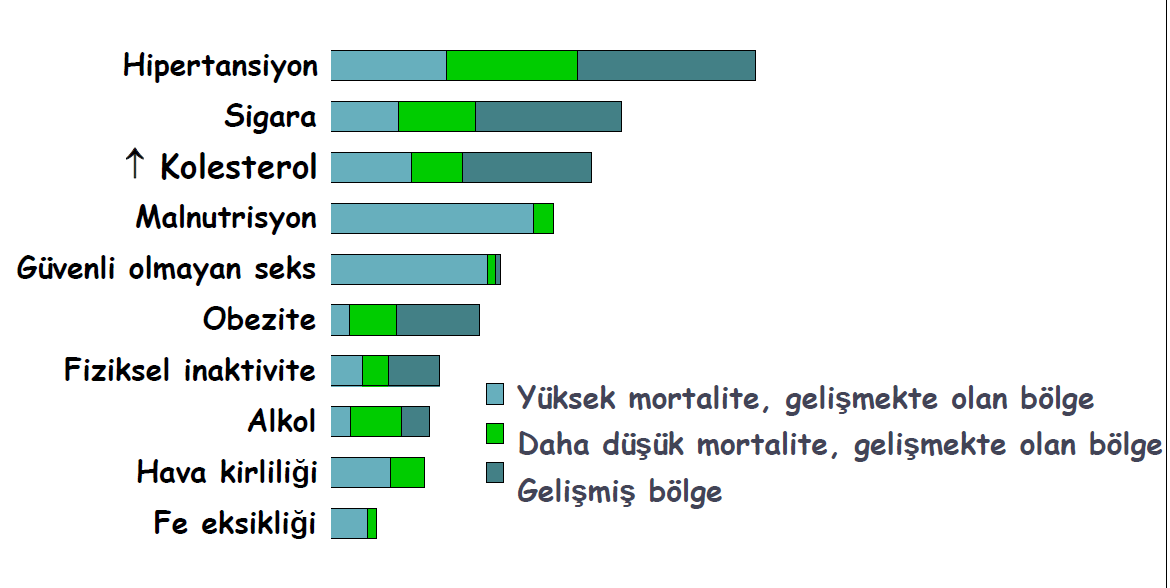 Hipertansiyon
Sigara
↑ Kolesterol
Malnutrisyon
Güvenli olmayan seks
Obezite
Fiziksel inaktivite
Alkol
Hava kirliliği
Fe eksikliği
Yüksek mortalite, gelişmekte olan bölge
Daha düşük mortalite, gelişmekte olan bölge
Gelişmiş bölge